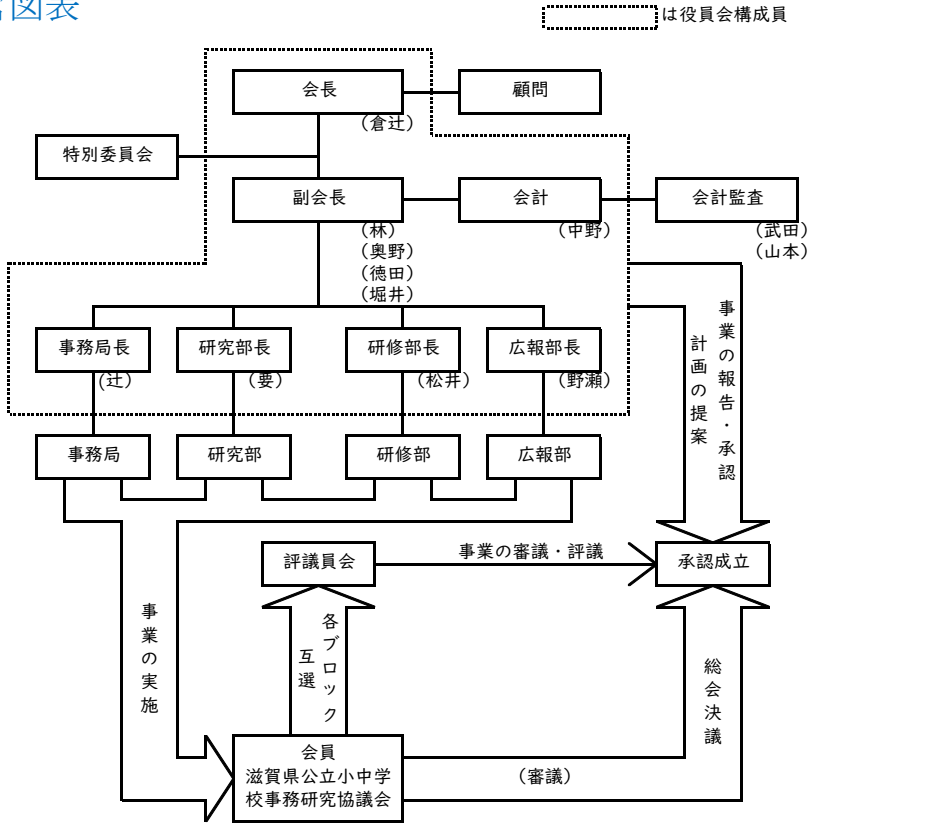 図表
は役員会構成員
会長
顧問
（倉辻）
特別委員会
副会長
会計
会計監査
（林）
（奥野）
（徳田）
（堀井）
（中野）
（武田）
（山本）
事務局長
研究部長
研修部長
広報部長
（辻）
（要）
（松井）
（野瀬）
事業の報告・承認
計画の提案
事務局
研究部
研修部
広報部
評議員会
事業の審議・評議
承認成立
事業の実施
各ブロック
互選
総会決議
会員
滋賀県公立小中学
校事務研究協議会
（審議）